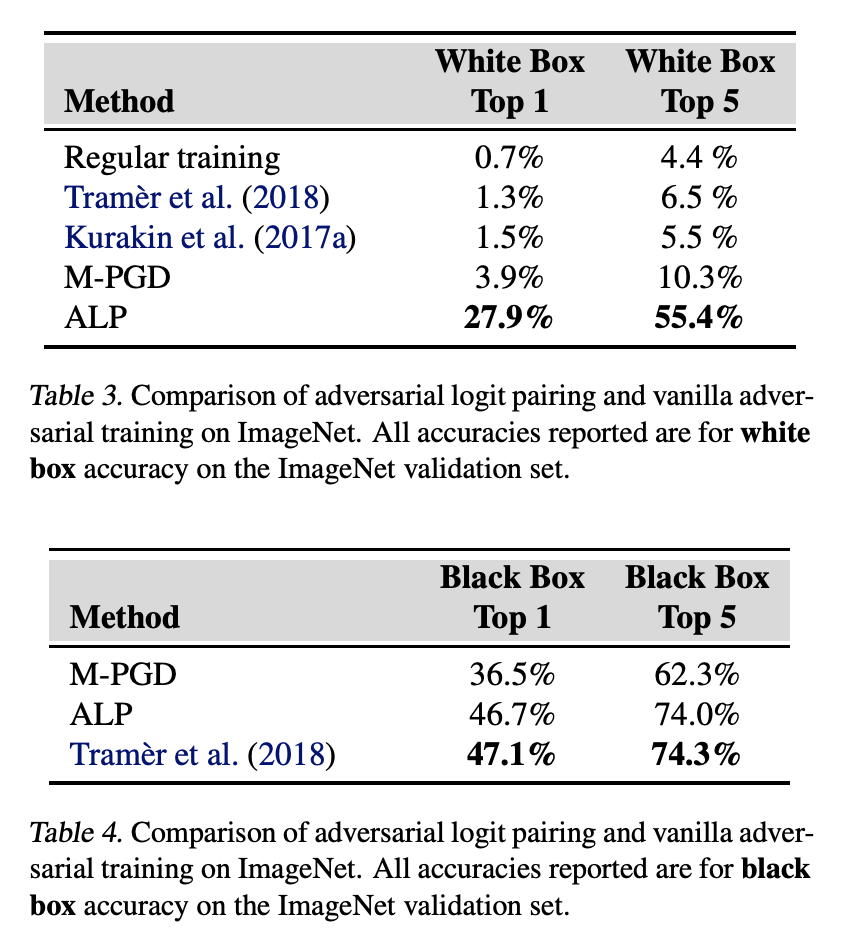 Method White Box Top 1 White Box Top 5
Regular training 0.7% 4.4 %
Tramèr et al. (2018) 1.3% 6.5 %
Kurakin et al. (2017a) 1.5% 5.5 %
M-PGD 3.9% 10.3%
ALP 27.9% 55.4%
Table 3. Comparison of adversarial logit pairing and vanilla adver-
sarial training on ImageNet. All accuracies reported are for white
box accuracy on the ImageNet validation set.
Method Black Box Top 1 Black Box Top 5
M-PGD 36.5% 62.3%
ALP 46.7% 74.0%
Tramèr et al. (2018) 47.1% 74.3%
Table 4. Comparison of adversarial logit pairing and vanilla adver-
sarial training on ImageNet. All accuracies reported are for black
box accuracy on the ImageNet validation set.